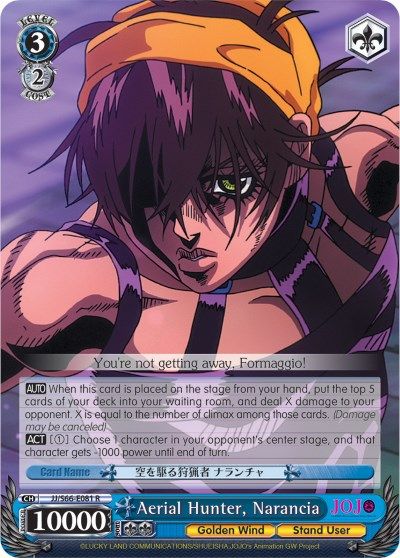 LEVEL
3
2
COST
You're not getting away, Formaggio!
AUTO When this card is placed on the stage from your hand, put the top 5
cards of your deck into your waiting room, and deal X damage to your
opponent. X is equal to the number of climax among those cards. (Damage
may be canceled)
ACT [①] Choose 1 character in your opponent's center stage, and that
character gets -1000 power until end of turn.
Card Name
空を駆る狩猟者 ナランチャ
CH JJ/S66-E081 R
POWER 10000
SOUL
Aerial Hunter, Narancia
JOJO
Golden Wind
Stand User
©LUCKY LAND COMMUNICATIONS/SHUEISHA,JOJO's Animation GW Project